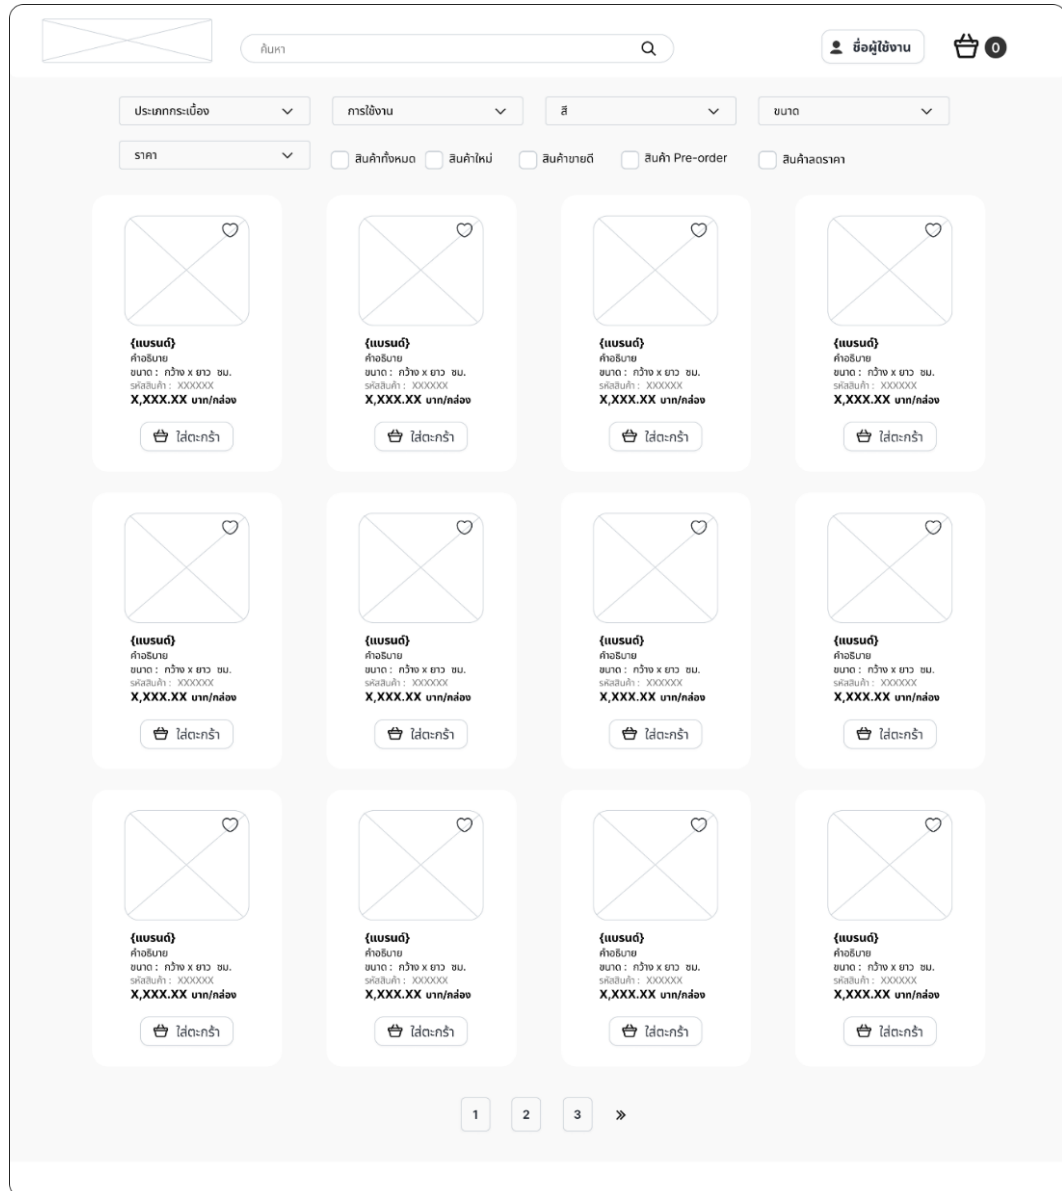 ค้นหา
ชื่อผู้ใช้งาน
0
ประเภทกระเบื้อง การใช้งาน สี ขนาด
ราคา สินค้าทั้งหมด สินค้าใหม่ สินค้าขายดี สินค้า Pre-order สินค้าลดราคา
{แบรนด์} {แบรนด์} {แบรนด์} {แบรนด์}
คำอธิบาย คำอธิบาย คำอธิบาย คำอธิบาย
ขนาด : กว้าง x ยาว ซม. ขนาด : กว้าง x ยาว ซม. ขนาด : กว้าง x ยาว ซม. ขนาด : กว้าง x ยาว ซม.
รหัสสินค้า : XXXXXX รหัสสินค้า : XXXXXX รหัสสินค้า : XXXXXX รหัสสินค้า : XXXXXX
X,XXX.XX บาท/กล่อง X,XXX.XX บาท/กล่อง X,XXX.XX บาท/กล่อง X,XXX.XX บาท/กล่อง
ใส่ตะกร้า ใส่ตะกร้า ใส่ตะกร้า ใส่ตะกร้า
{แบรนด์} {แบรนด์} {แบรนด์} {แบรนด์}
คำอธิบาย คำอธิบาย คำอธิบาย คำอธิบาย
ขนาด : กว้าง x ยาว ซม. ขนาด : กว้าง x ยาว ซม. ขนาด : กว้าง x ยาว ซม. ขนาด : กว้าง x ยาว ซม.
รหัสสินค้า : XXXXXX รหัสสินค้า : XXXXXX รหัสสินค้า : XXXXXX รหัสสินค้า : XXXXXX
X,XXX.XX บาท/กล่อง X,XXX.XX บาท/กล่อง X,XXX.XX บาท/กล่อง X,XXX.XX บาท/กล่อง
ใส่ตะกร้า ใส่ตะกร้า ใส่ตะกร้า ใส่ตะกร้า
{แบรนด์} {แบรนด์} {แบรนด์} {แบรนด์}
คำอธิบาย คำอธิบาย คำอธิบาย คำอธิบาย
ขนาด : กว้าง x ยาว ซม. ขนาด : กว้าง x ยาว ซม. ขนาด : กว้าง x ยาว ซม. ขนาด : กว้าง x ยาว ซม.
รหัสสินค้า : XXXXXX รหัสสินค้า : XXXXXX รหัสสินค้า : XXXXXX รหัสสินค้า : XXXXXX
X,XXX.XX บาท/กล่อง X,XXX.XX บาท/กล่อง X,XXX.XX บาท/กล่อง X,XXX.XX บาท/กล่อง
ใส่ตะกร้า ใส่ตะกร้า ใส่ตะกร้า ใส่ตะกร้า
1 2 3 »